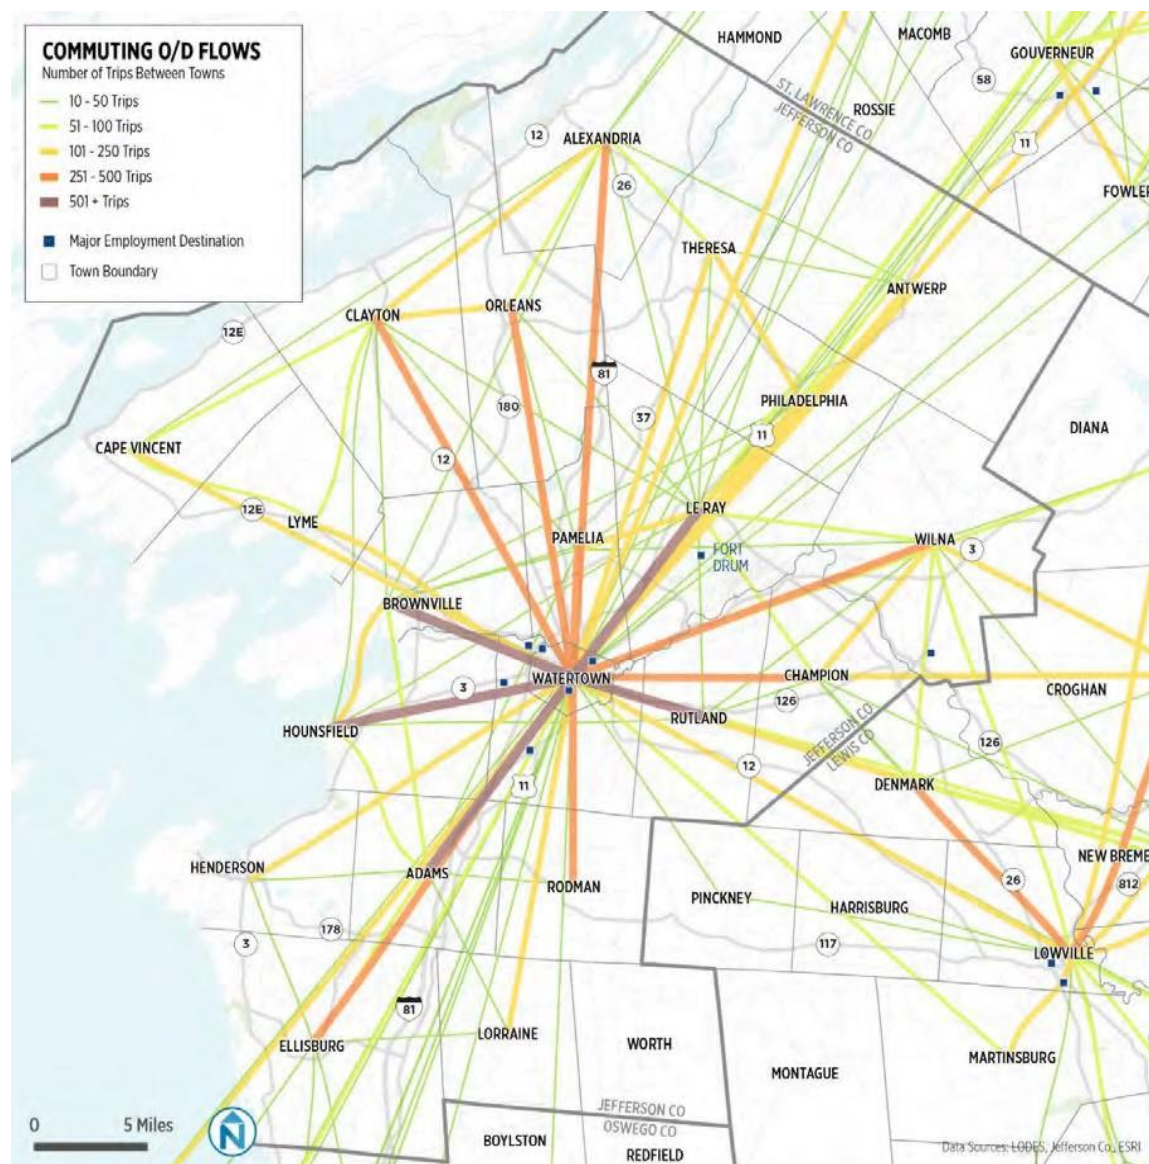 COMMUTING O/D FLOWS
Number of Trips Between Towns
10 - 50 Trips
51 - 100 Trips
101 - 250 Trips
251 - 500 Trips
501 + Trips
Major Employment Destination
Town Boundary
HAMMOND
MACOMB
GOUVERNEUR
58
ST. LAWRENCE CO
JEFFERSON CO
ROSSIE
12
ALEXANDRIA
11
26
FOWLER
THERESA
ANTWERP
ORLEANS
CLAYTON
12E
81
180
37
PHILADELPHIA
11
DIANA
CAPE VINCENT
12
12E
LYME
LE RAY
PAMELIA
WILNA
3
FORT
DRUM
BROWNVILLE
WATERTOWN
CHAMPION
3
126
CROGHAN
RUTLAND
HOUNSFIELD
JEFFERSON CO
LEWIS CO
126
12
11
DENMARK
HENDERSON
ADAMS
RODMAN
NEW BREME
26
812
PINCKNEY
HARRISBURG
178
3
117
LOWVILLE
81
LORRAINE
ELLISBURG
WORTH
MARTINSBURG
MONTAGUE
0
5 Miles
N
JEFFERSON CO
OSWEGO CO
BOYLSTON
REDFIELD
Data Sources: LODES, Jefferson Co., ESRI